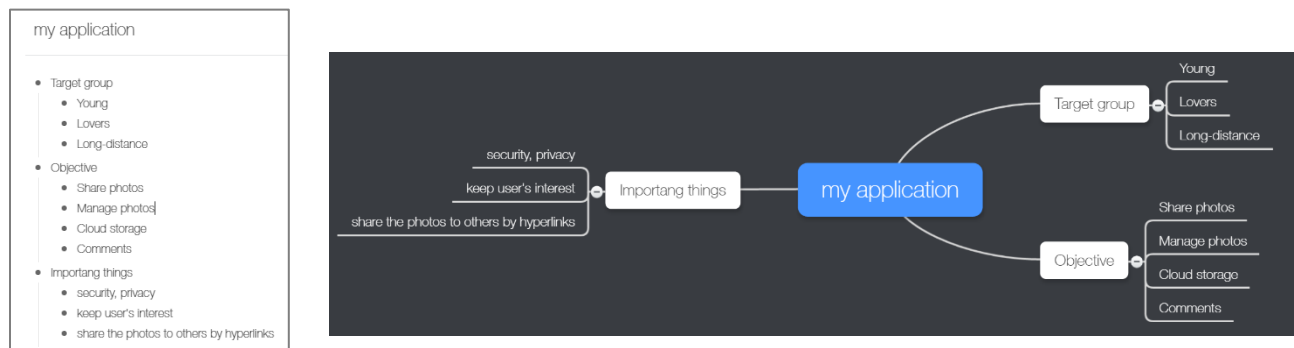 my application
Target group
Young
Lovers
Long-distance
Objective
Share photos
Manage photos
Cloud storage
Comments
Importang things
security, privacy
keep user's interest
share the photos to others by hyperlinks
security, privacy
keep user's interest
share the photos to others by hyperlinks
Importang things
my application
Target group
Young
Lovers
Long-distance
Objective
Share photos
Manage photos
Cloud storage
Comments